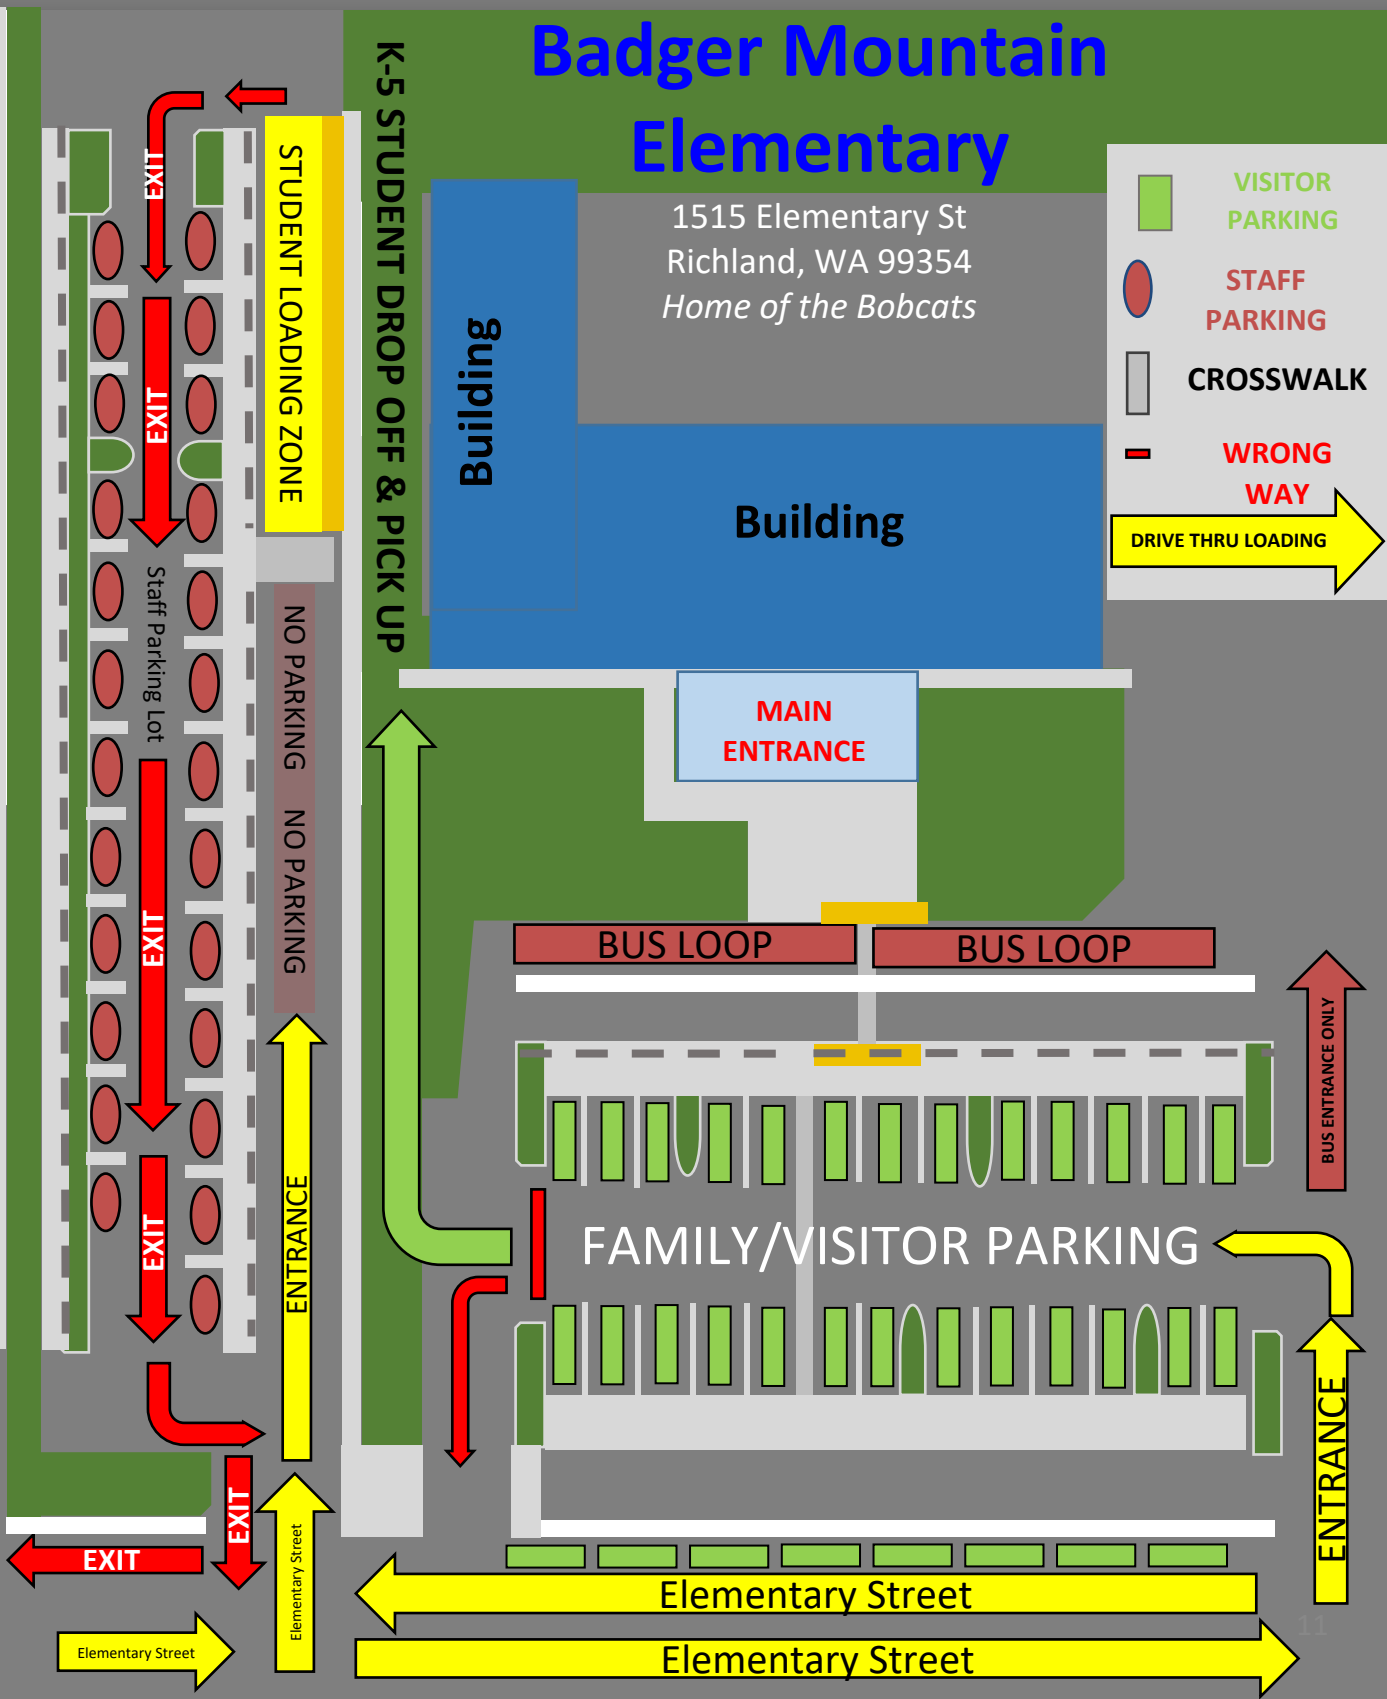 Badger Mountain
Elementary
1515 Elementary St
Richland, WA 99354
Home of the Bobcats
VISITOR
PARKING
STAFF
PARKING
CROSSWALK
WRONG
WAY
DRIVE THRU LOADING
K-5 STUDENT DROP OFF & PICK UP
STUDENT LOADING ZONE
EXIT
EXIT
Staff Parking Lot
NO PARKING
NO PARKING
Building
Building
MAIN
ENTRANCE
BUS LOOP
BUS LOOP
BUS ENTRANCE ONLY
EXIT
EXIT
ENTRANCE
FAMILY/VISITOR PARKING
ENTRANCE
EXIT
EXIT
Elementary Street
Elementary Street
Elementary Street
Elementary Street
11